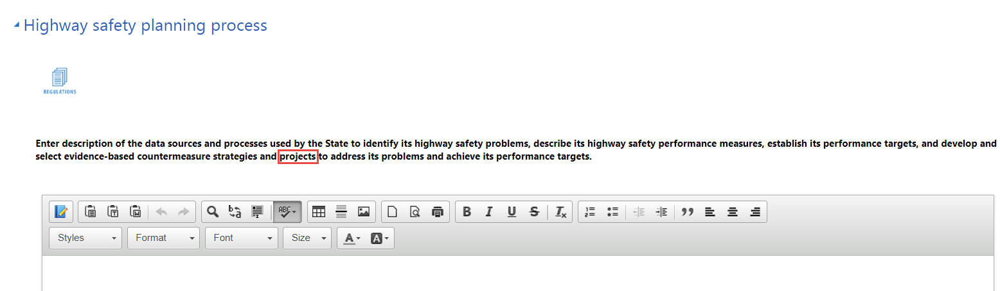 Highway safety planning process
REGULATIONS
Enter description of the data sources and processes used by the State to identify its highway safety problems, describe its highway safety performance measures, establish its performance targets, and develop and
select evidence-based countermeasure strategies and projects to address its problems and achieve its performance targets.
Styles Format Font Size